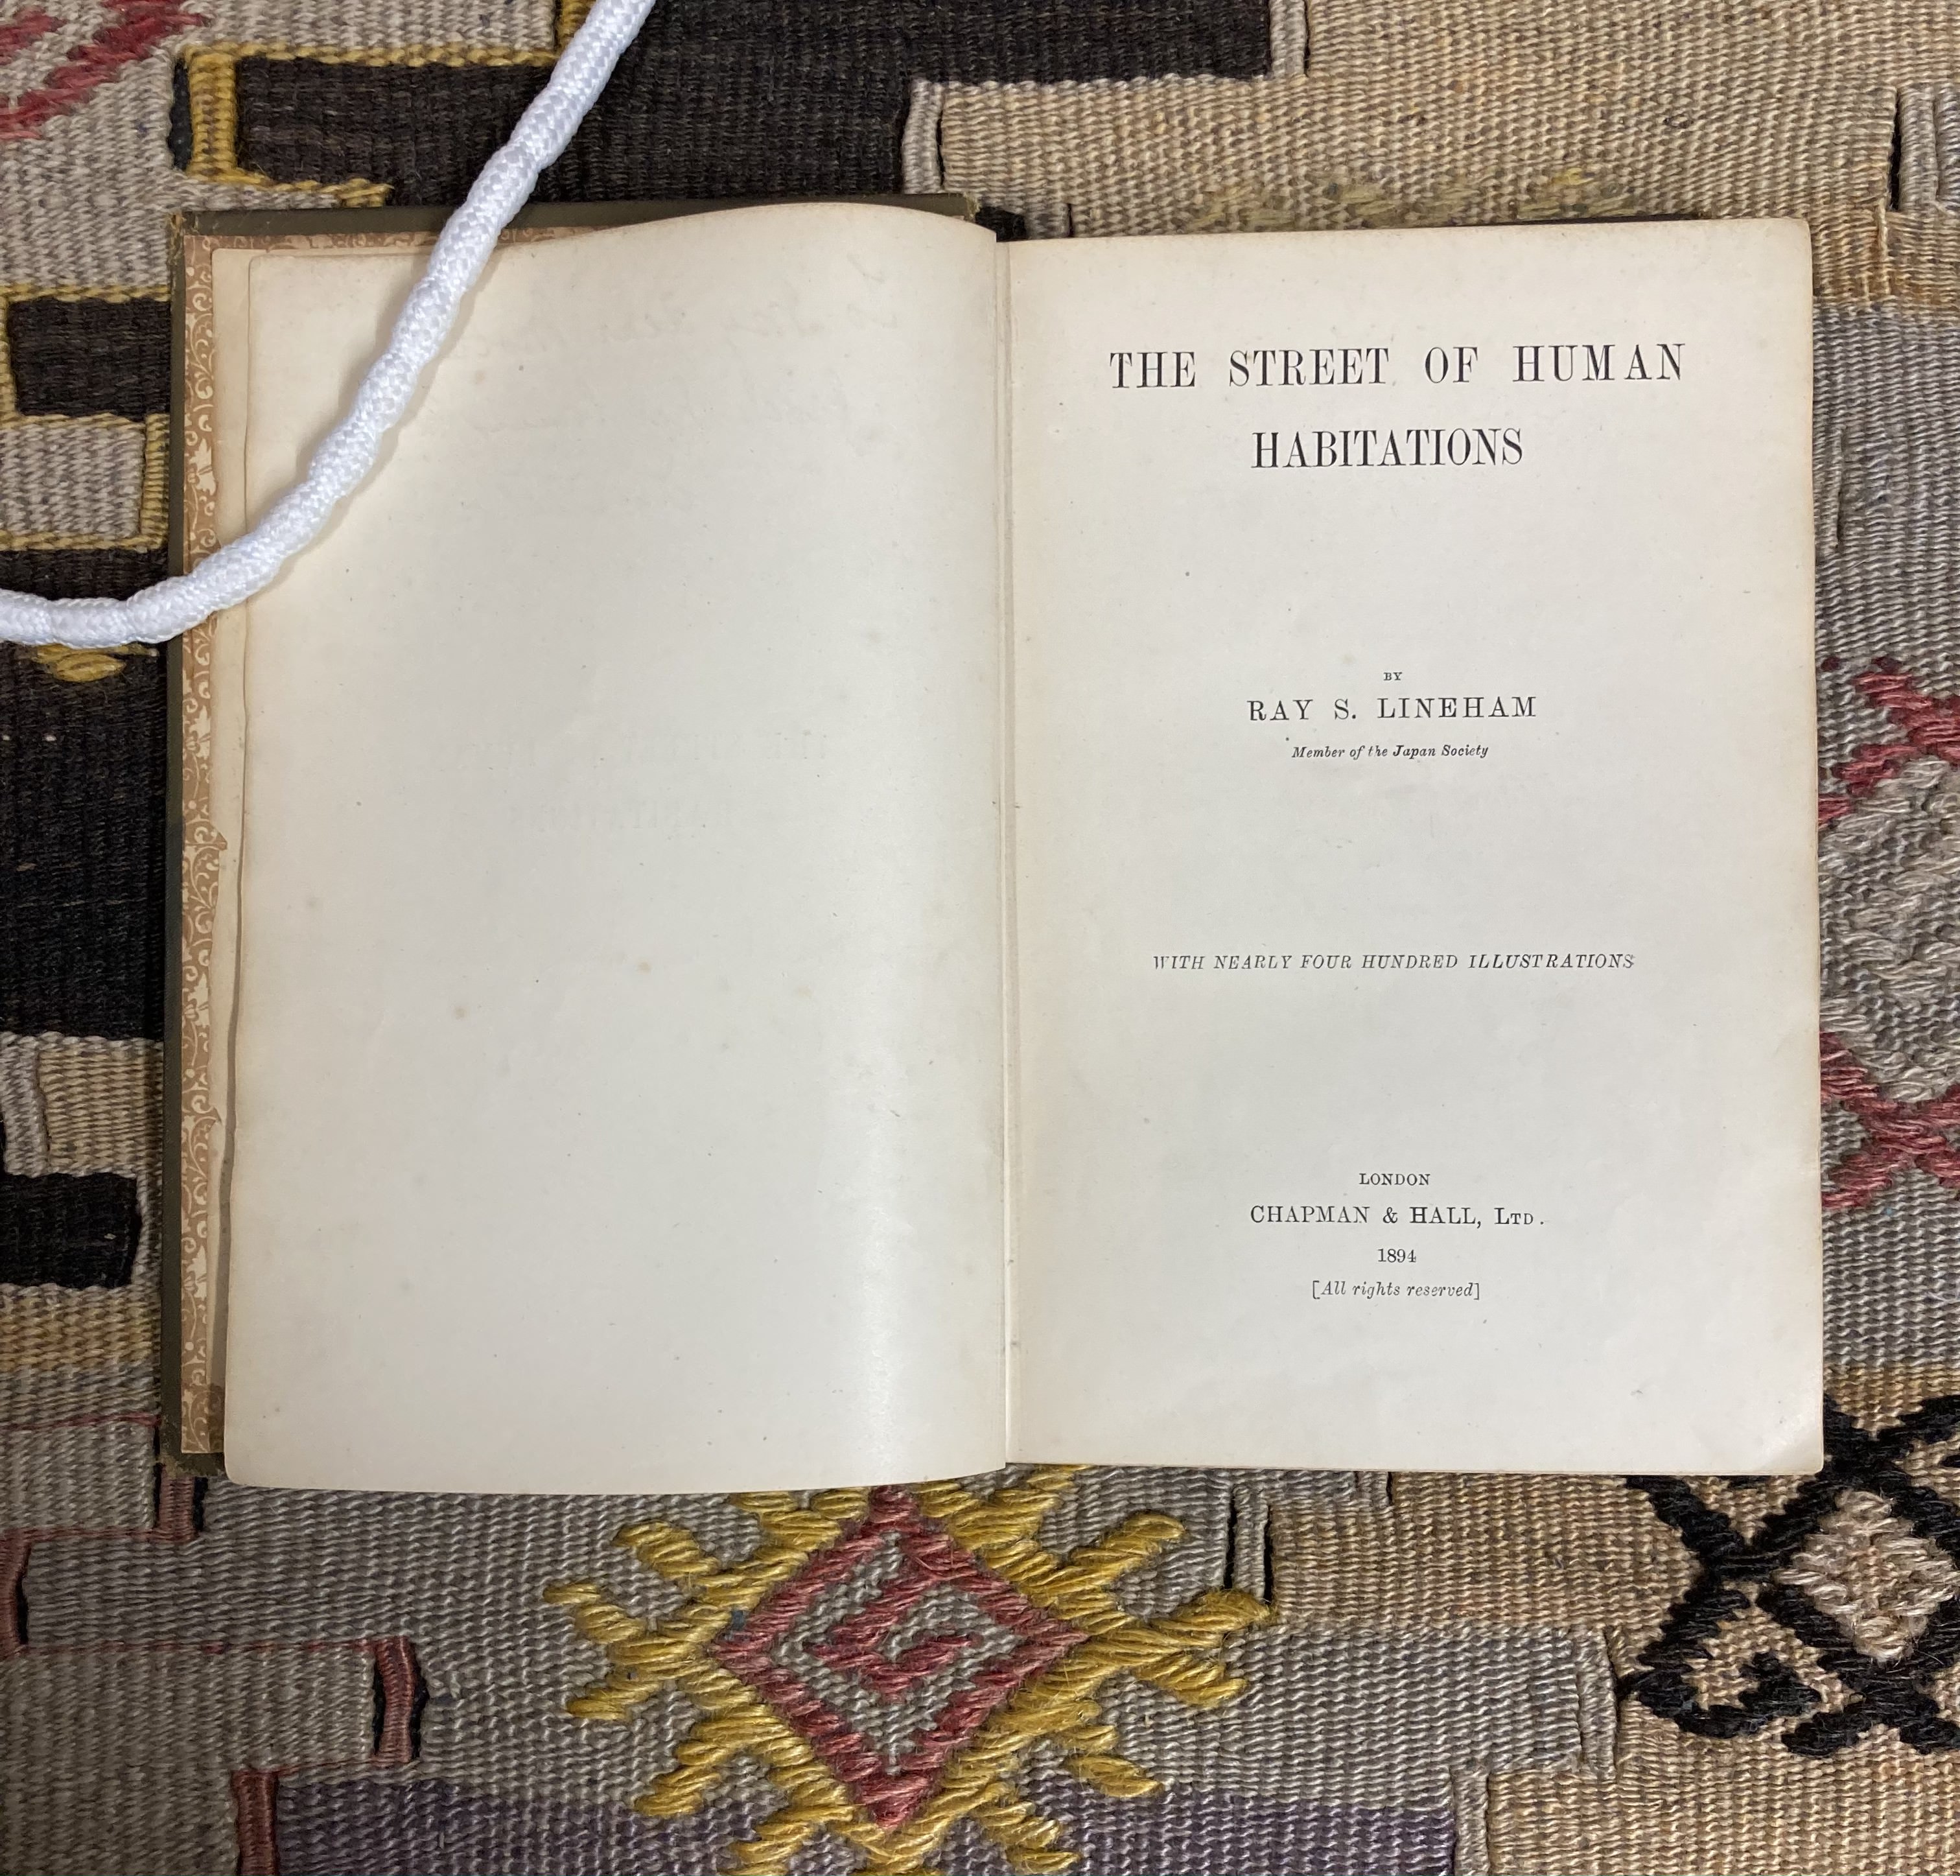 THE STREET OF HUMAN
HABITATIONS
BY
RAY S. LINEHAM
Member of the Japan Society
WITH NEARLY FOUR HUNDRED ILLUSTRATIONS
LONDON
CHAPMAN & HALL, LTD.
1894
[All rights reserved]